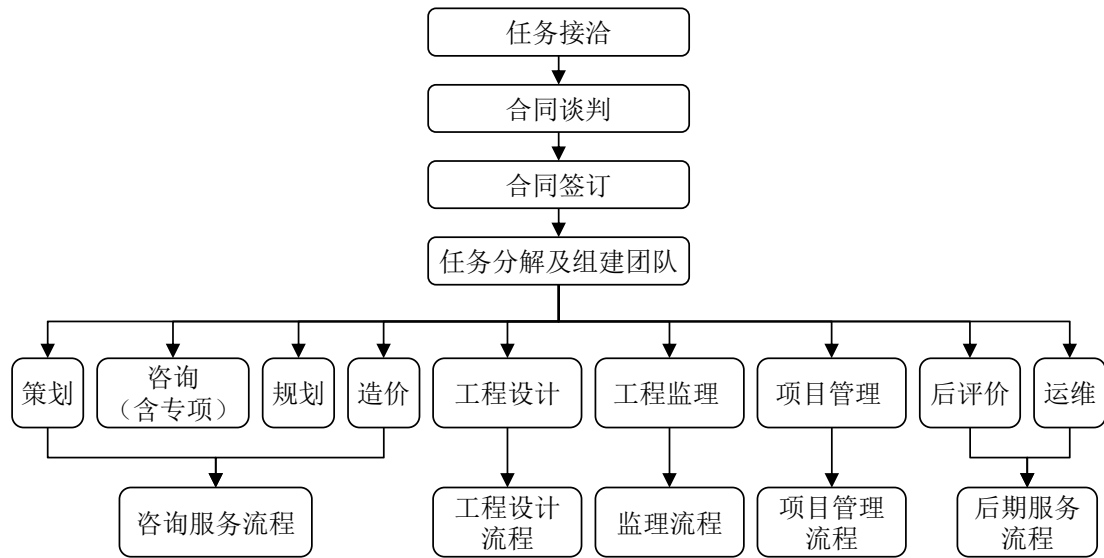 任务接洽
合同谈判
合同签订
任务分解及组建团队
策划
咨询
（含专项）
规划
造价
工程设计
工程监理
项目管理
后评价
运维
咨询服务流程
工程设计
流程
监理流程
项目管理
流程
后期服务
流程